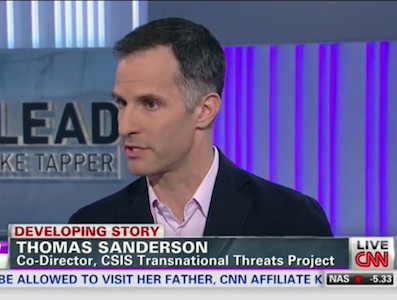 LEAD
KE TAPPER
DEVELOPING STORY
THOMAS SANDERSON
Co-Director, CSIS Transnational Threats Project
LIVE
CNN
BE ALLOWED TO VISIT HER FATHER, CNN AFFILIATE K
NAS -5.33